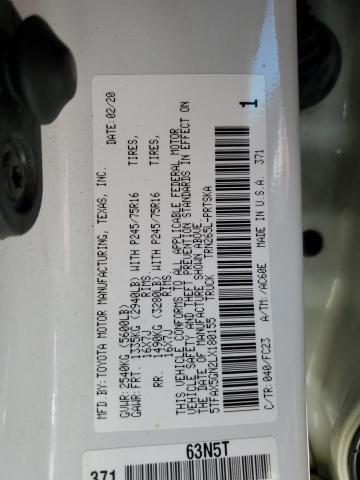 MFD BY: TOYOTA MOTOR MANUFACTURING, TEXAS, INC. DATE: 02/20
GVWR: 2540KG (5600LB)
GAWR: FRT. 1335KG (2940LB) WITH P245/75R16 TIRES,
16X7J RIMS,
RR. 1490KG (3280LB) WITH P245/75R16 TIRES,
16X7J RIMS.
THIS VEHICLE CONFORMS TO ALL APPLICABLE FEDERAL MOTOR
VEHICLE SAFETY AND THEFT PREVENTION STANDARDS IN EFFECT ON
THE DATE OF MANUFACTURE SHOWN ABOVE.
5TFAX5GN2LX180155 TRUCK TRN265L-PRTSKA
1
C/TR: 040/FC23 A/TM: /AC60E MADE IN U.S.A. 371
371
63N5T